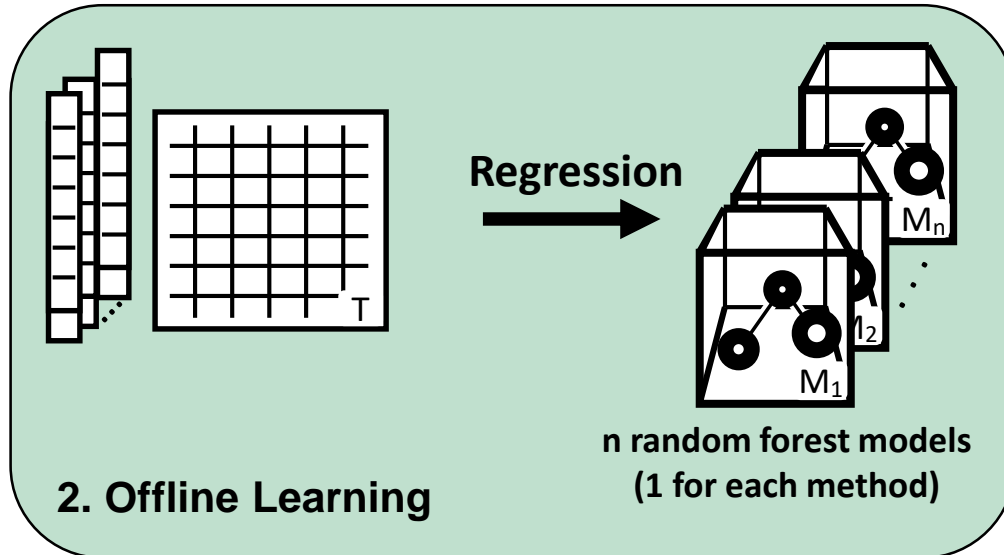 Regression
T
Mₙ
M₂
M₁
n random forest models
(1 for each method)
2. Offline Learning